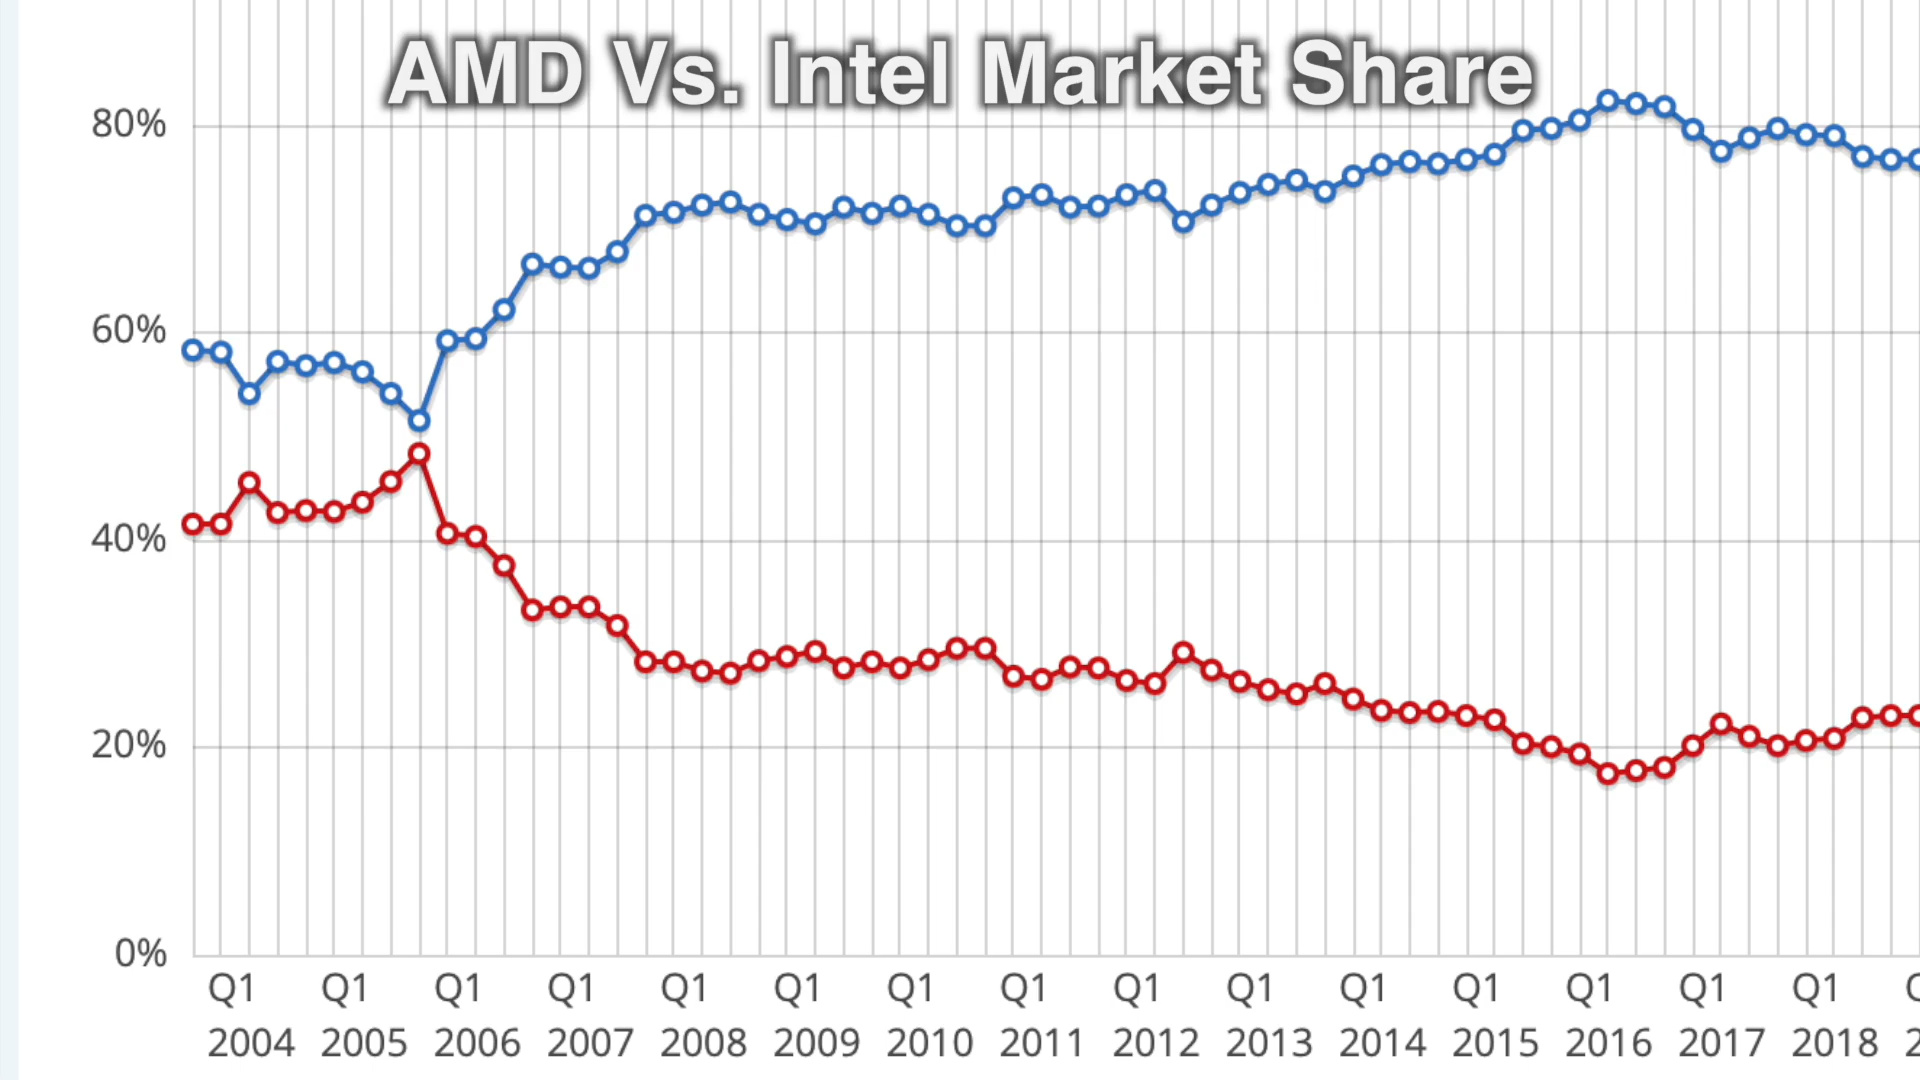 AMD Vs. Intel Market Share
80%
60%
40%
20%
0%
Q1 Q1 Q1 Q1 Q1 Q1 Q1 Q1 Q1 Q1 Q1 Q1 Q1 Q1 Q1
2004 2005 2006 2007 2008 2009 2010 2011 2012 2013 2014 2015 2016 2017 2018